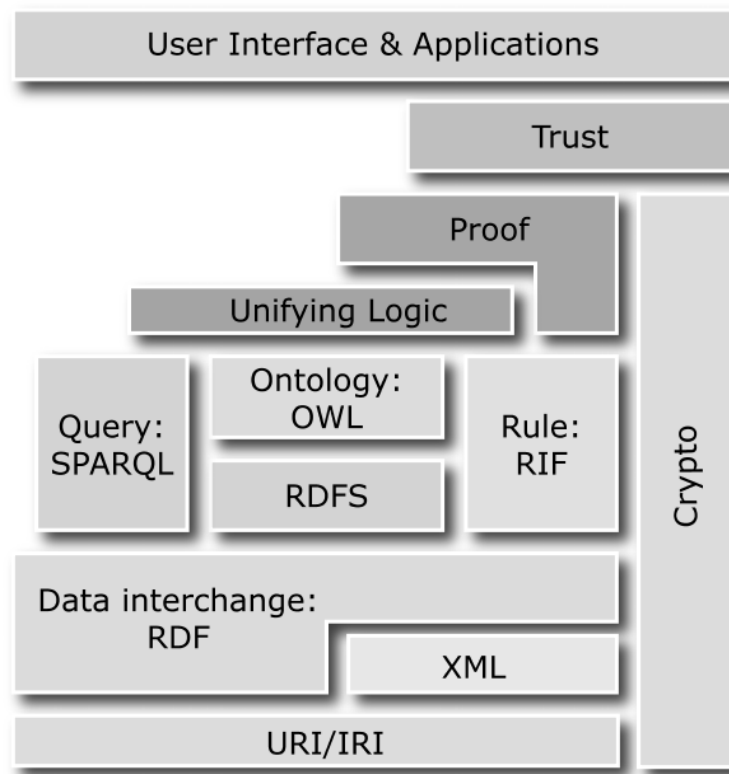 User Interface & Applications
Trust
Proof
Unifying Logic
Query:
SPARQL
Ontology:
OWL
RDFS
Rule:
RIF
Crypto
Data interchange:
RDF
XML
URI/IRI